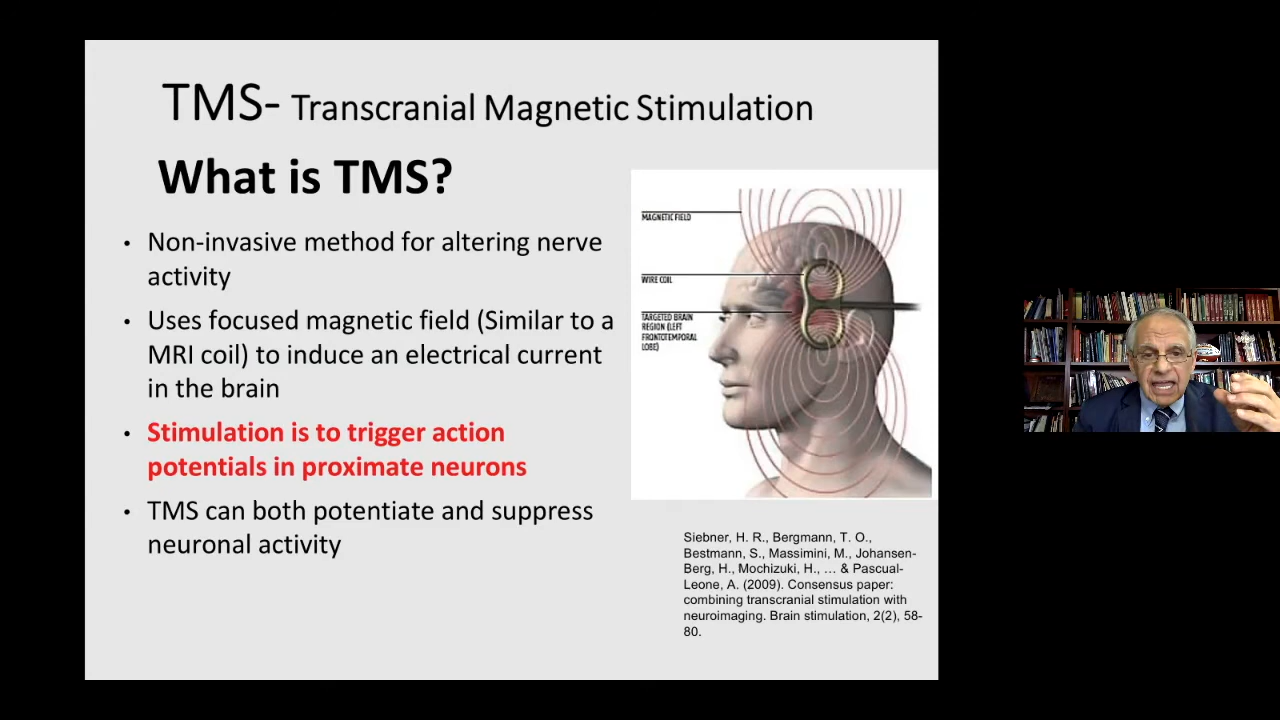 TMS- Transcranial Magnetic Stimulation
What is TMS?
• Non-invasive method for altering nerve
activity
• Uses focused magnetic field (Similar to a
MRI coil) to induce an electrical current
in the brain
• Stimulation is to trigger action
potentials in proximate neurons
• TMS can both potentiate and suppress
neuronal activity
MAGNETIC FIELD
WIRE COIL
TARGETED BRAIN
REGION (LEFT
FRONTOTEMPORAL
LOBE)
Siebner, H. R., Bergmann, T. O.,
Bestmann, S., Massimini, M., Johansen-
Berg, H., Mochizuki, H., ... & Pascual-
Leone, A. (2009). Consensus paper:
combining transcranial stimulation with
neuroimaging. Brain stimulation, 2(2), 58-
80.